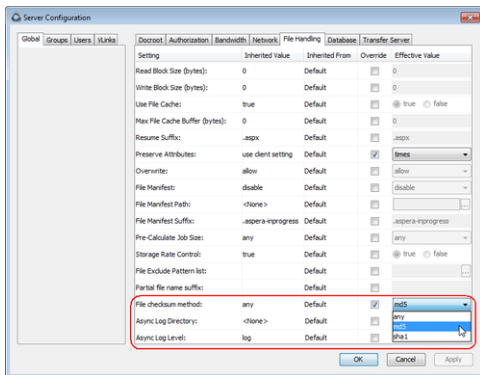 Server Configuration
Global Groups Users VLinks
Docroot Authorization Bandwidth Network File Handling Database Transfer Server
Setting Inherited Value Inherited From Override Effective Value
Read Block Size (bytes): 0 Default 0
Write Block Size (bytes): 0 Default 0
Use File Cache: true Default true false
Max File Cache Buffer (bytes): 0 Default 0
Resume Suffix: .aspx Default .aspx
Preserve Attributes: use client setting Default times
Overwrite: allow Default allow
File Manifest: disable Default disable
File Manifest Path: <None> Default ...
File Manifest Suffix: .aspera-inprogress Default .aspera-inprogress
Pre-Calculate Job Size: any Default any
Storage Rate Control: true Default true false
File Exclude Pattern list: ...
Partial file name suffix: Default
File checksum method: any Default md5
any
Async Log Directory: <None> Default md5
Async Log Level: log Default sha1
OK Cancel Apply